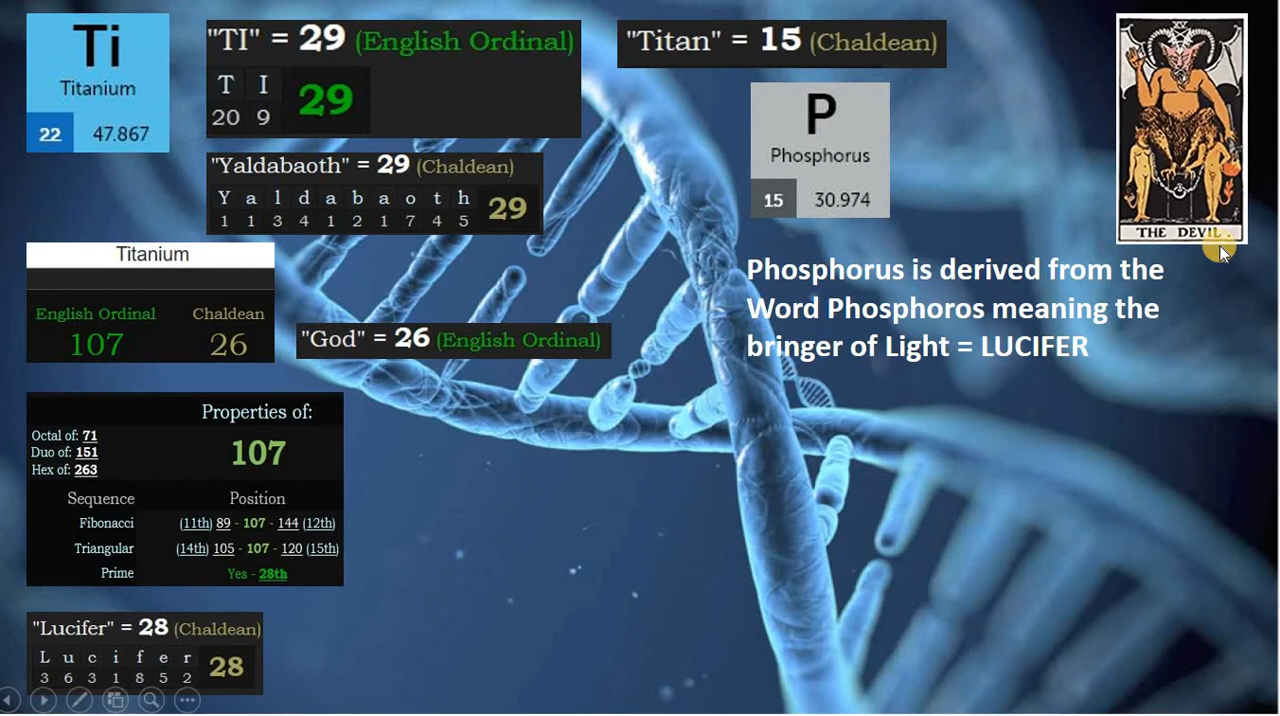 Ti
Titanium
22 47.867
"TI" = 29 (English Ordinal)
T I 29
20 9
"Yaldabaoth" = 29 (Chaldean)
Y a l d a b a o t h 29
1 1 3 4 1 2 1 7 4 5
"Titan" = 15 (Chaldean)
P
Phosphorus
15 30.974
XV
THE DEVIL.
Titanium
English Ordinal Chaldean
107 26
"God" = 26 (English Ordinal)
Phosphorus is derived from the
Word Phosphoros meaning the
bringer of Light = LUCIFER
Properties of:
107
Octal of: 71
Duo of: 151
Hex of: 263
Sequence Position
Fibonacci (11th) 89 - 107 - 144 (12th)
Triangular (14th) 105 - 107 - 120 (15th)
Prime Yes - 28th
"Lucifer" = 28 (Chaldean)
L u c i f e r 28
3 6 3 1 8 5 2